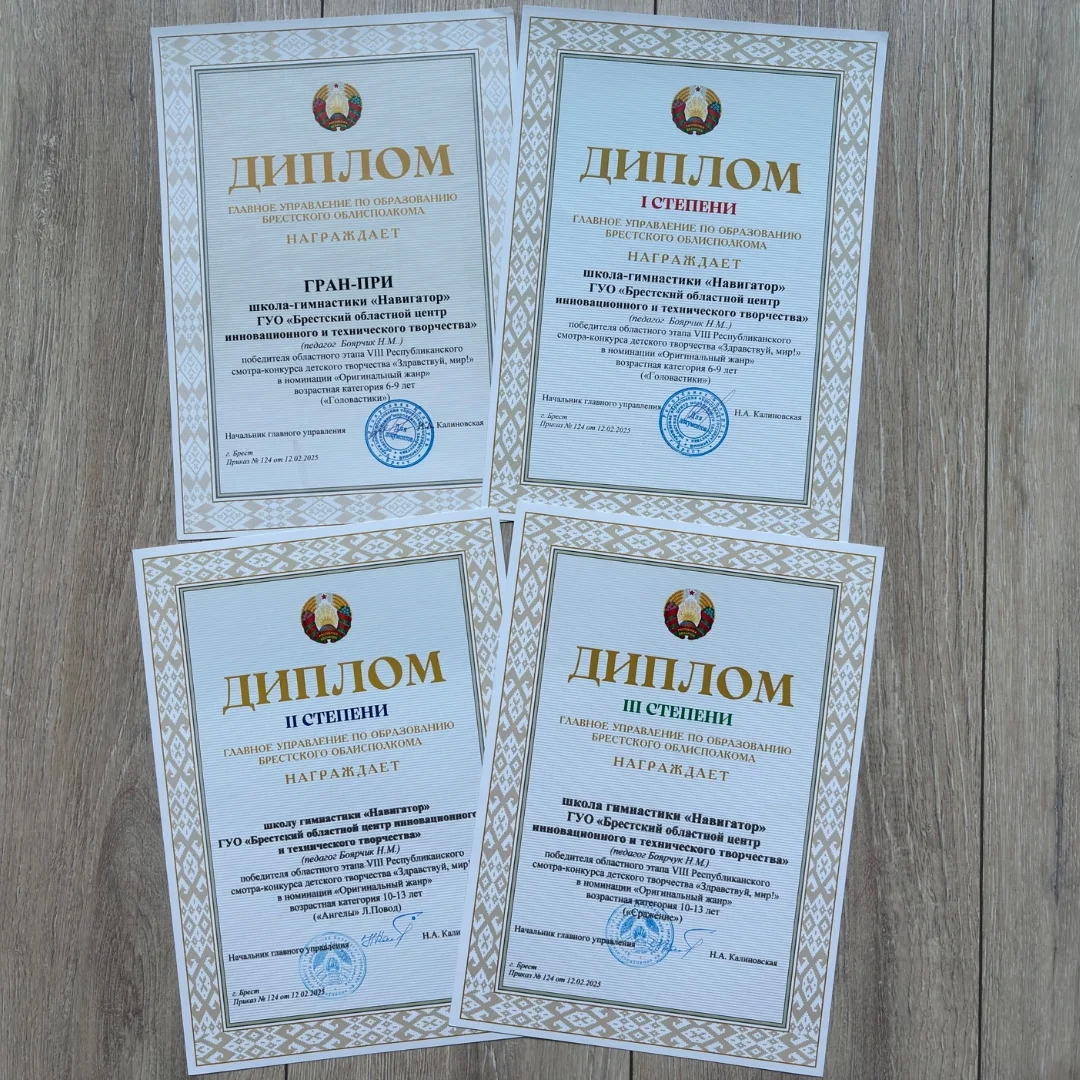 ДИПЛОМ
ГЛАВНОЕ УПРАВЛЕНИЕ ПО ОБРАЗОВАНИЮ
БРЕСТСКОГО ОБЛИСПОЛКОМА
НАГРАЖДАЕТ
ГРАН-ПРИ
школа-гимнастики «Навигатор»
ГУО «Брестский областной центр
инновационного и технического творчества»
(педагог Боярчик Н.М..)
победителя областного этапа VIII Республиканского
смотра-конкурса детского творчества «Здравствуй, мир!»
в номинации «Оригинальный жанр»
возрастная категория 6-9 лет
(«Головастики»)
Начальник главного управления Калиновская
г. Брест
Приказ № 124 от 12.02.2025
ДИПЛОМ
I СТЕПЕНИ
ГЛАВНОЕ УПРАВЛЕНИЕ ПО ОБРАЗОВАНИЮ
БРЕСТСКОГО ОБЛИСПОЛКОМА
НАГРАЖДАЕТ
школа-гимнастики «Навигатор»
ГУО «Брестский областной центр
инновационного и технического творчества»
(педагог Боярчик Н.М..)
победителя областного этапа VIII Республиканского
смотра-конкурса детского творчества «Здравствуй, мир!»
в номинации «Оригинальный жанр»
возрастная категория 6-9 лет
(«Головастики»)
Начальник главного управления Н.А. Калиновская
г. Брест
Приказ № 124 от 12.02.2025
ДИПЛОМ
II СТЕПЕНИ
ГЛАВНОЕ УПРАВЛЕНИЕ ПО ОБРАЗОВАНИЮ
БРЕСТСКОГО ОБЛИСПОЛКОМА
НАГРАЖДАЕТ
школу гимнастики «Навигатор»
ГУО «Брестский областной центр инновационного
и технического творчества»
(педагог Боярчук Н.М.)
победителя областного этапа VIII Республиканского
смотра-конкурса детского творчества «Здравствуй, мир!
в номинации «Оригинальный жанр»
возрастная категория 10-13 лет
(«Ангелы» Л.Повод)
Начальник главного управления Н.А. Кали
г. Брест
Приказ № 124 от 12.02.2025
ДИПЛОМ
III СТЕПЕНИ
ГЛАВНОЕ УПРАВЛЕНИЕ ПО ОБРАЗОВАНИЮ
БРЕСТСКОГО ОБЛИСПОЛКОМА
НАГРАЖДАЕТ
школа гимнастики «Навигатор»
ГУО «Брестский областной центр
инновационного и технического творчества»
(педагог Боярчук Н.М.)
победителя областного этапа VIII Республиканского
смотра-конкурса детского творчества «Здравствуй, мир!»
в номинации «Оригинальный жанр»
возрастная категория 10-13 лет
(«Сражение»)
Начальник главного управления Н.А. Калиновская
г. Брест
Приказ № 124 от 12.02.2025